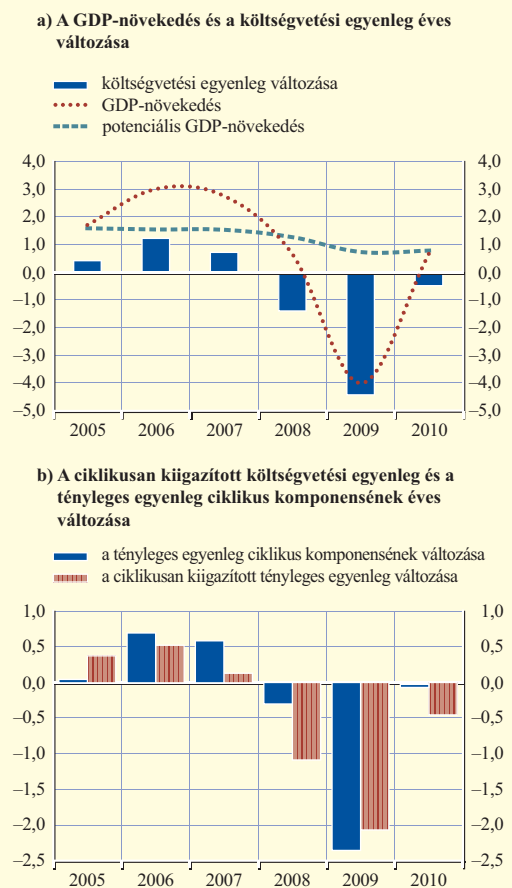 a) A GDP-növekedés és a költségvetési egyenleg éves
változása
költségvetési egyenleg változása
GDP-növekedés
potenciális GDP-növekedés
4,0 4,0
3,0 3,0
2,0 2,0
1,0 1,0
0,0 0,0
–1,0 –1,0
–2,0 –2,0
–3,0 –3,0
–4,0 –4,0
–5,0 –5,0
2005 2006 2007 2008 2009 2010
b) A ciklikusan kiigazított költségvetési egyenleg és a
tényleges egyenleg ciklikus komponensének éves
változása
a tényleges egyenleg ciklikus komponensének változása
a ciklikusan kiigazított tényleges egyenleg változása
1,0 1,0
0,5 0,5
0,0 0,0
–0,5 –0,5
–1,0 –1,0
–1,5 –1,5
–2,0 –2,0
–2,5 –2,5
2005 2006 2007 2008 2009 2010